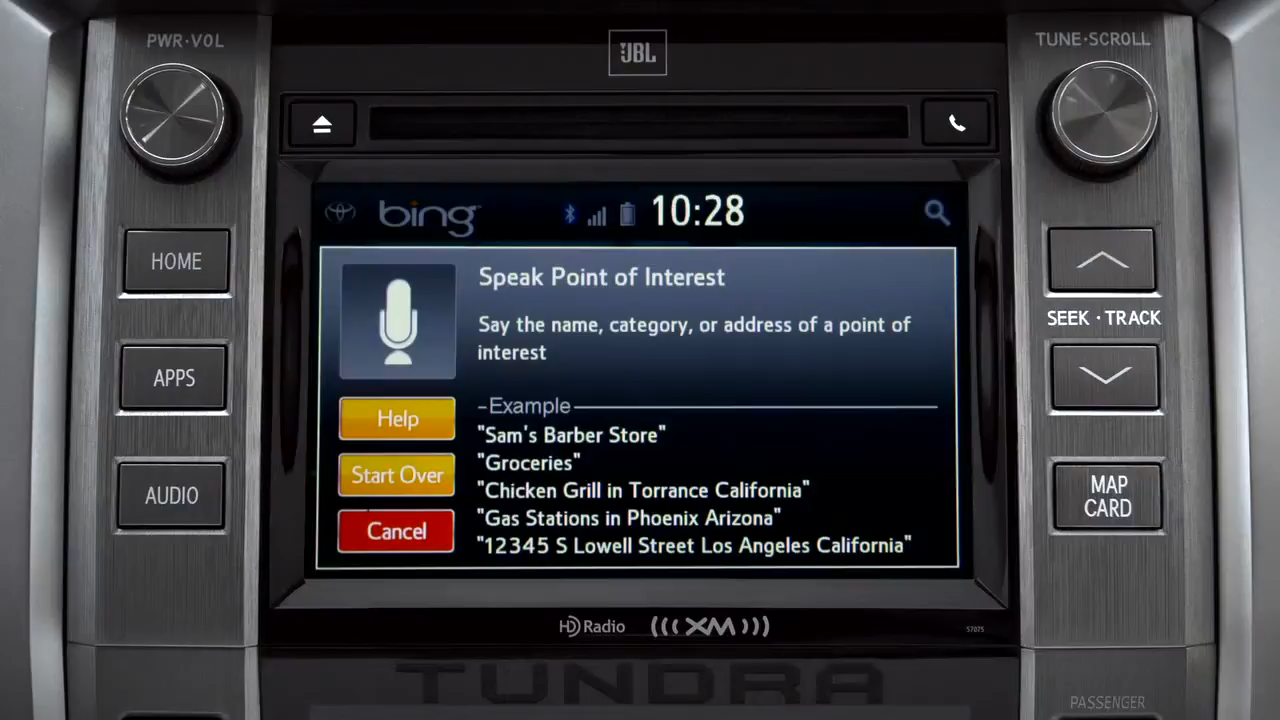 PWR·VOL
JBL
TUNE·SCROLL
bing
10:28
HOME
Speak Point of Interest
Say the name, category, or address of a point of
interest
SEEK · TRACK
APPS
Help
Example
"Sam's Barber Store"
"Groceries"
Start Over
"Chicken Grill in Torrance California"
AUDIO
MAP
CARD
"Gas Stations in Phoenix Arizona"
Cancel
"12345 S Lowell Street Los Angeles California"
HD Radio
XM
57075
TUNDRA
PASSENGER